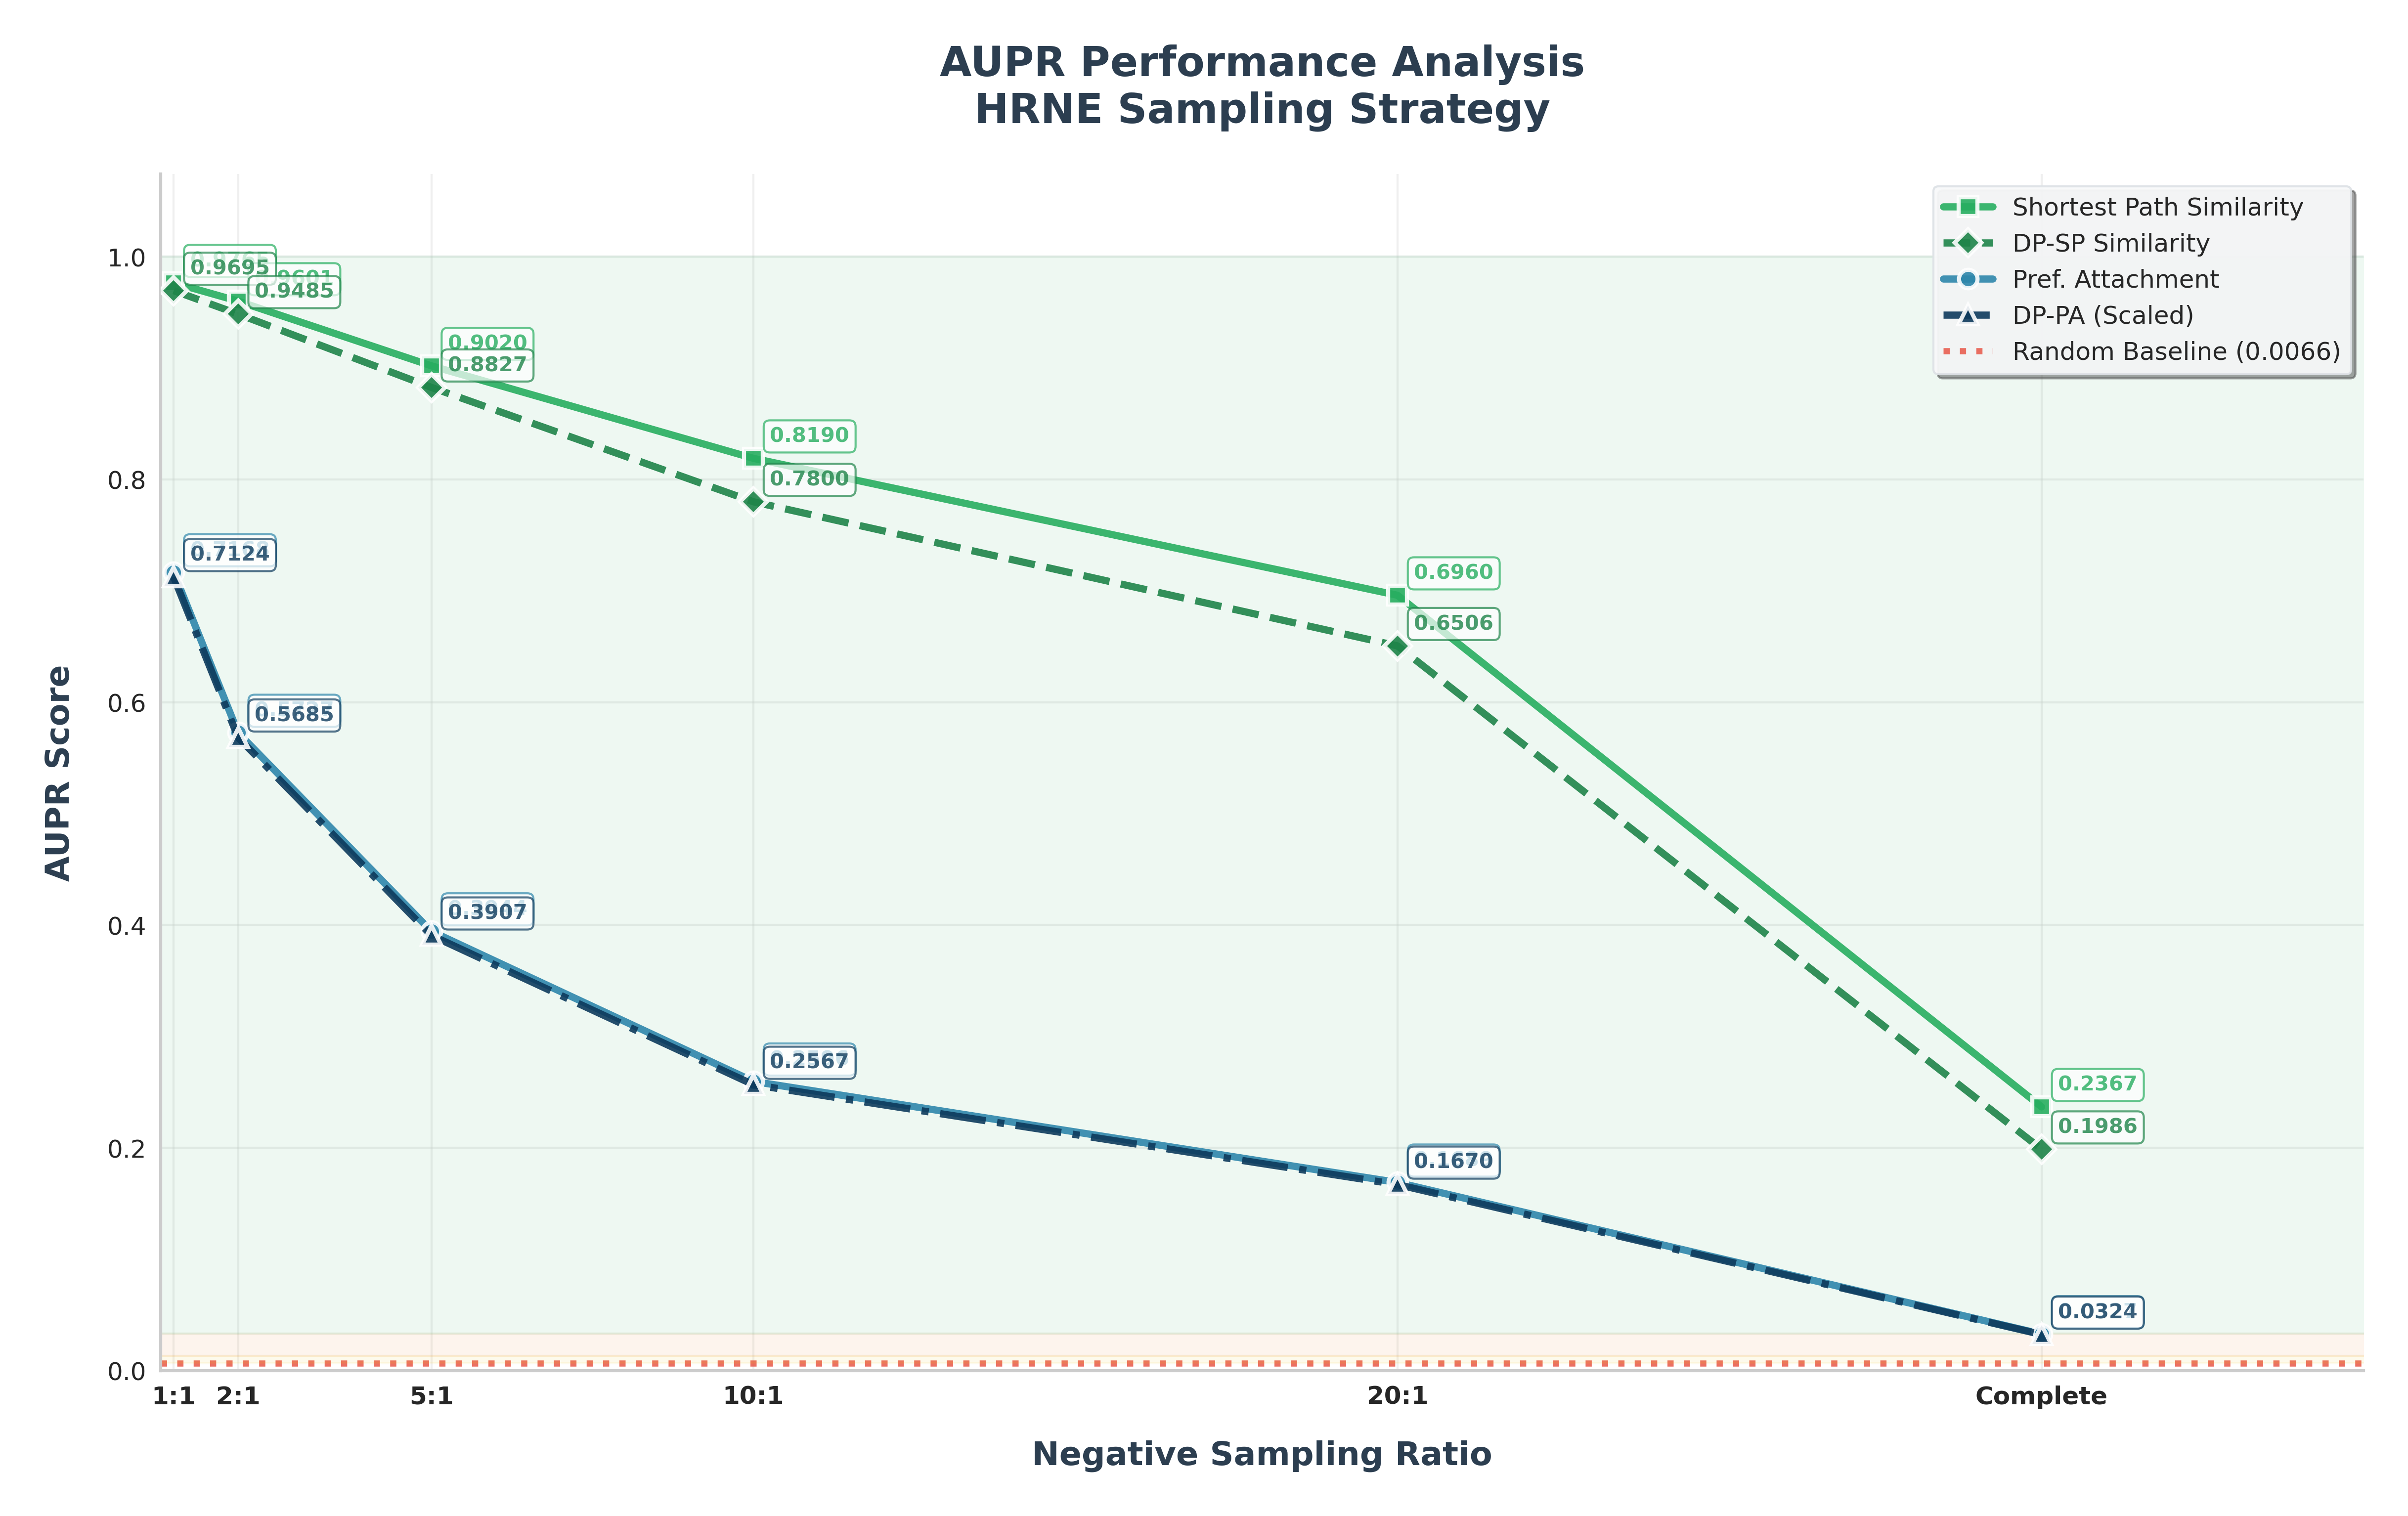 AUPR Performance Analysis
HRNE Sampling Strategy
AUPR Score
1.0
0.8
0.6
0.4
0.2
0.0
Shortest Path Similarity
DP-SP Similarity
Pref. Attachment
DP-PA (Scaled)
Random Baseline (0.0066)
0.9695
0.9485
0.9020
0.8827
0.8190
0.7800
0.6960
0.6506
0.2367
0.1986
0.7124
0.5685
0.3907
0.2567
0.1670
0.0324
1:1
2:1
5:1
10:1
20:1
Complete
Negative Sampling Ratio